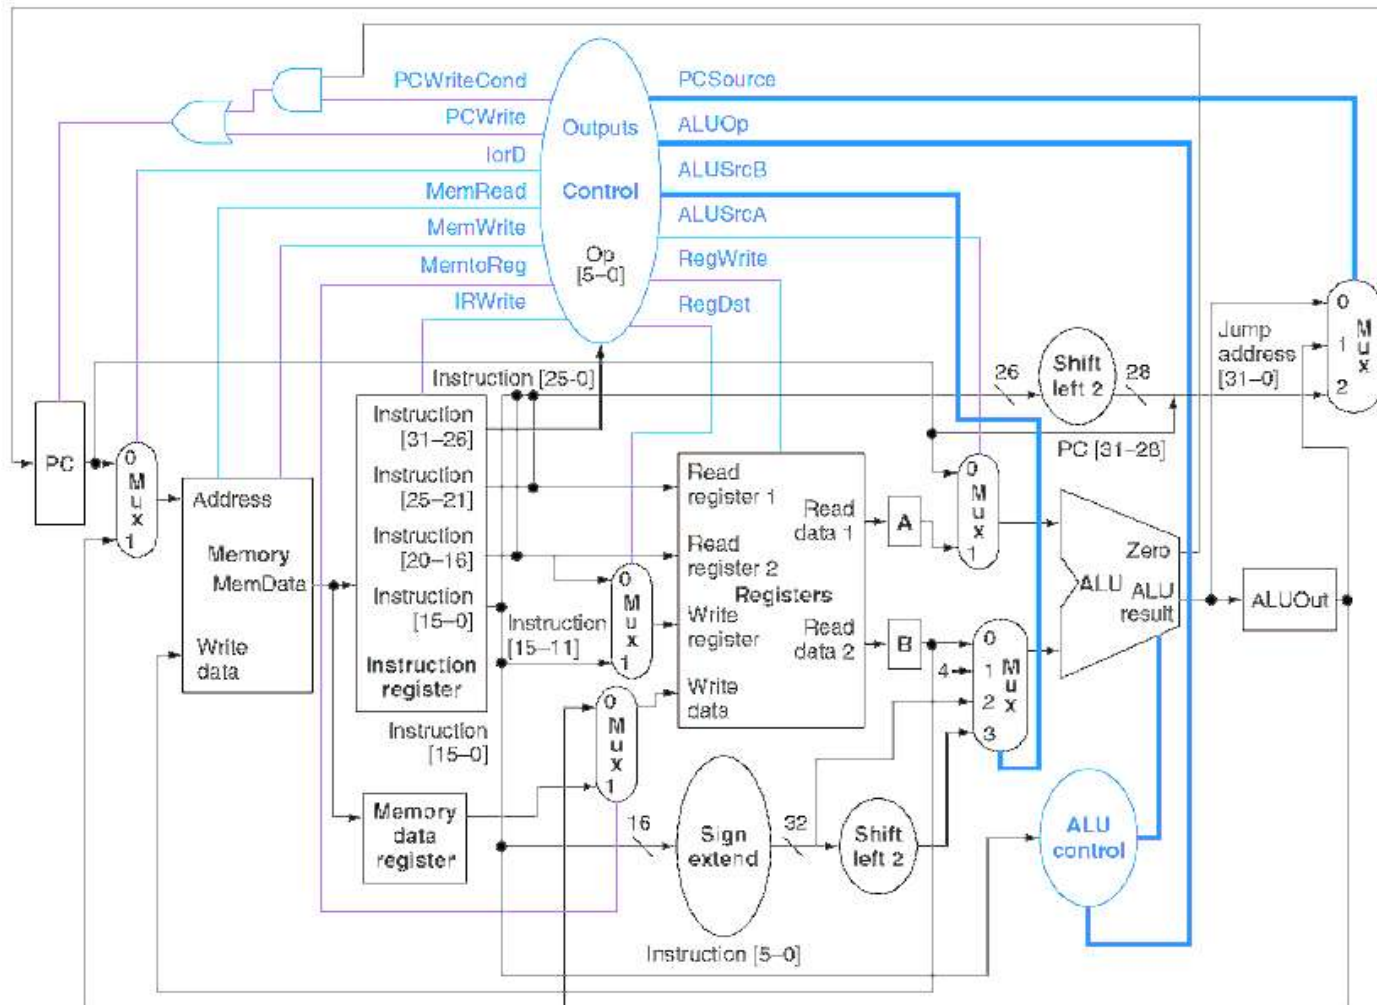 PCWriteCond
PCWrite
IorD
MemRead
MemWrite
MemtoReg
IRWrite
Outputs
Control
Op
[5–0]
PCSource
ALUOp
ALUSrcB
ALUSrcA
RegWrite
RegDst
Instruction [25-0]
26
Shift
left 2
28
Jump
address
[31–0]
0
1
2
M
u
x
PC [31–28]
PC
0
M
u
x
1
Address
Memory
MemData
Write
data
Instruction
[31–26]
Instruction
[25–21]
Instruction
[20–16]
Instruction
[15–0]
Instruction
register
Instruction
[15–11]
0
M
u
x
1
Read
register 1
Read
register 2
Registers
Write
register
Write
data
Read
data 1
Read
data 2
A
B
0
M
u
x
1
4
0
1
2
3
M
u
x
Zero
ALU
ALU
result
ALUOut
Instruction
[15–0]
0
M
u
x
1
Memory
data
register
16
Sign
extend
32
Shift
left 2
ALU
control
Instruction [5–0]